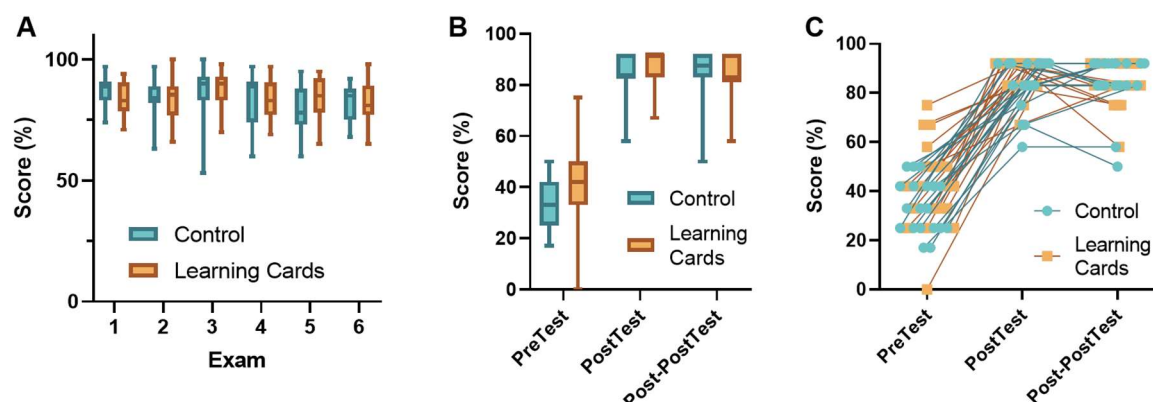 A
Score (%)
100
50
0
Control
Learning Cards
1 2 3 4 5 6
Exam
B
Score (%)
100
80
60
40
20
0
Control
Learning
Cards
PreTest
PostTest
Post-PostTest
C
Score (%)
100
80
60
40
20
0
Control
Learning
Cards
PreTest
PostTest
Post-PostTest